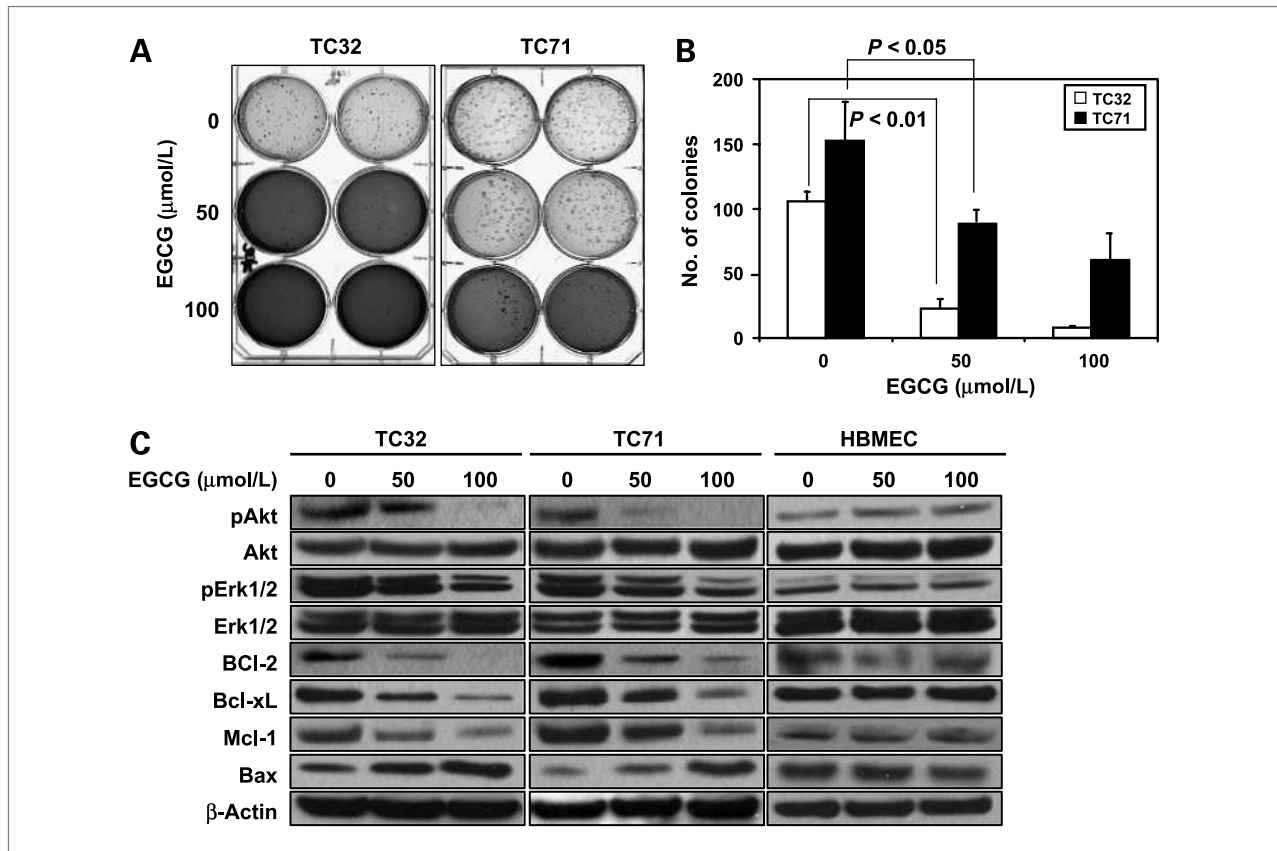 A
TC32 TC71
EGCG (μmol/L)
0
50
100
B
P < 0.05
P < 0.01
TC32
TC71
No. of colonies
200
150
100
50
0
0 50 100
EGCG (μmol/L)
C
TC32 TC71 HBMEC
EGCG (μmol/L) 0 50 100 0 50 100 0 50 100
pAkt
Akt
pErk1/2
Erk1/2
BCl-2
Bcl-xL
Mcl-1
Bax
β-Actin